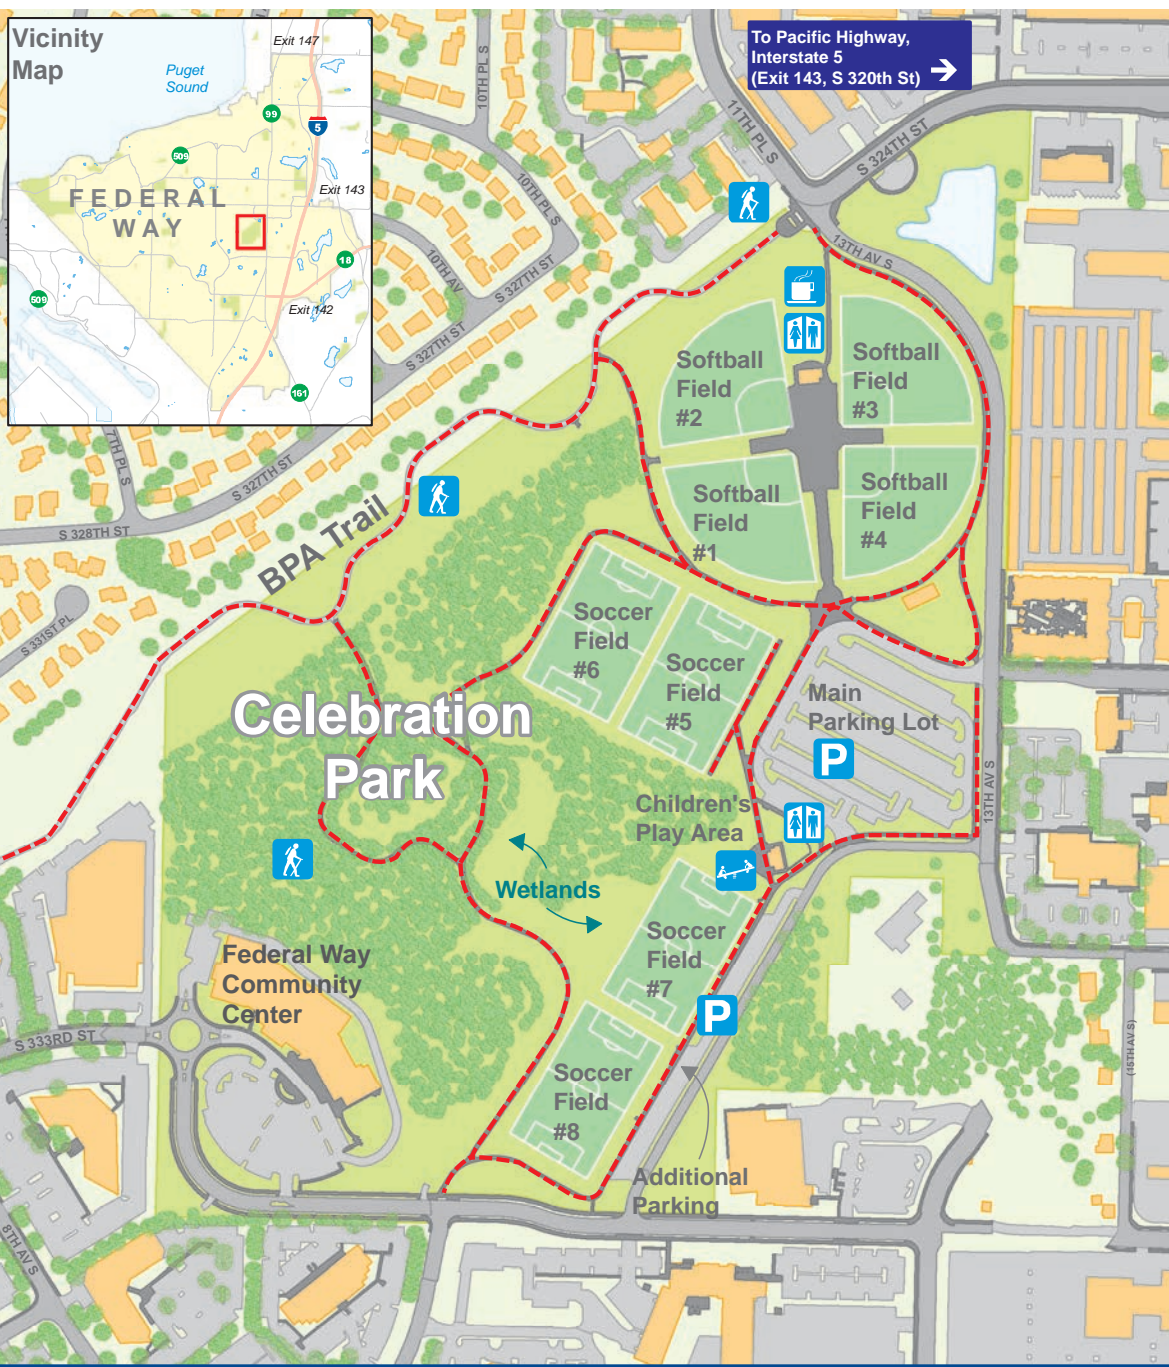 Vicinity
Map
Exit 147
Puget
Sound
99
5
509
Exit 143
FEDERAL
WAY
18
509
Exit 142
161
To Pacific Highway,
Interstate 5
(Exit 143, S 320th St)
10TH PL S
11TH PL S
S 324TH ST
10TH PL S
13TH AV S
10TH AV
S 327TH ST
S 327TH ST
Softball
Field
#2
Softball
Field
#3
7TH PL S
S 327TH ST
Softball
Field
#1
Softball
Field
#4
S 328TH ST
BPA Trail
S 331ST PL
Soccer
Field
#6
Soccer
Field
#5
Main
Parking Lot
P
Celebration
Park
13TH AV S
Children's
Play Area
Wetlands
Soccer
Field
#7
Federal Way
Community
Center
P
S 333RD ST
(15TH AV S)
Soccer
Field
#8
Additional
Parking
8TH AV S